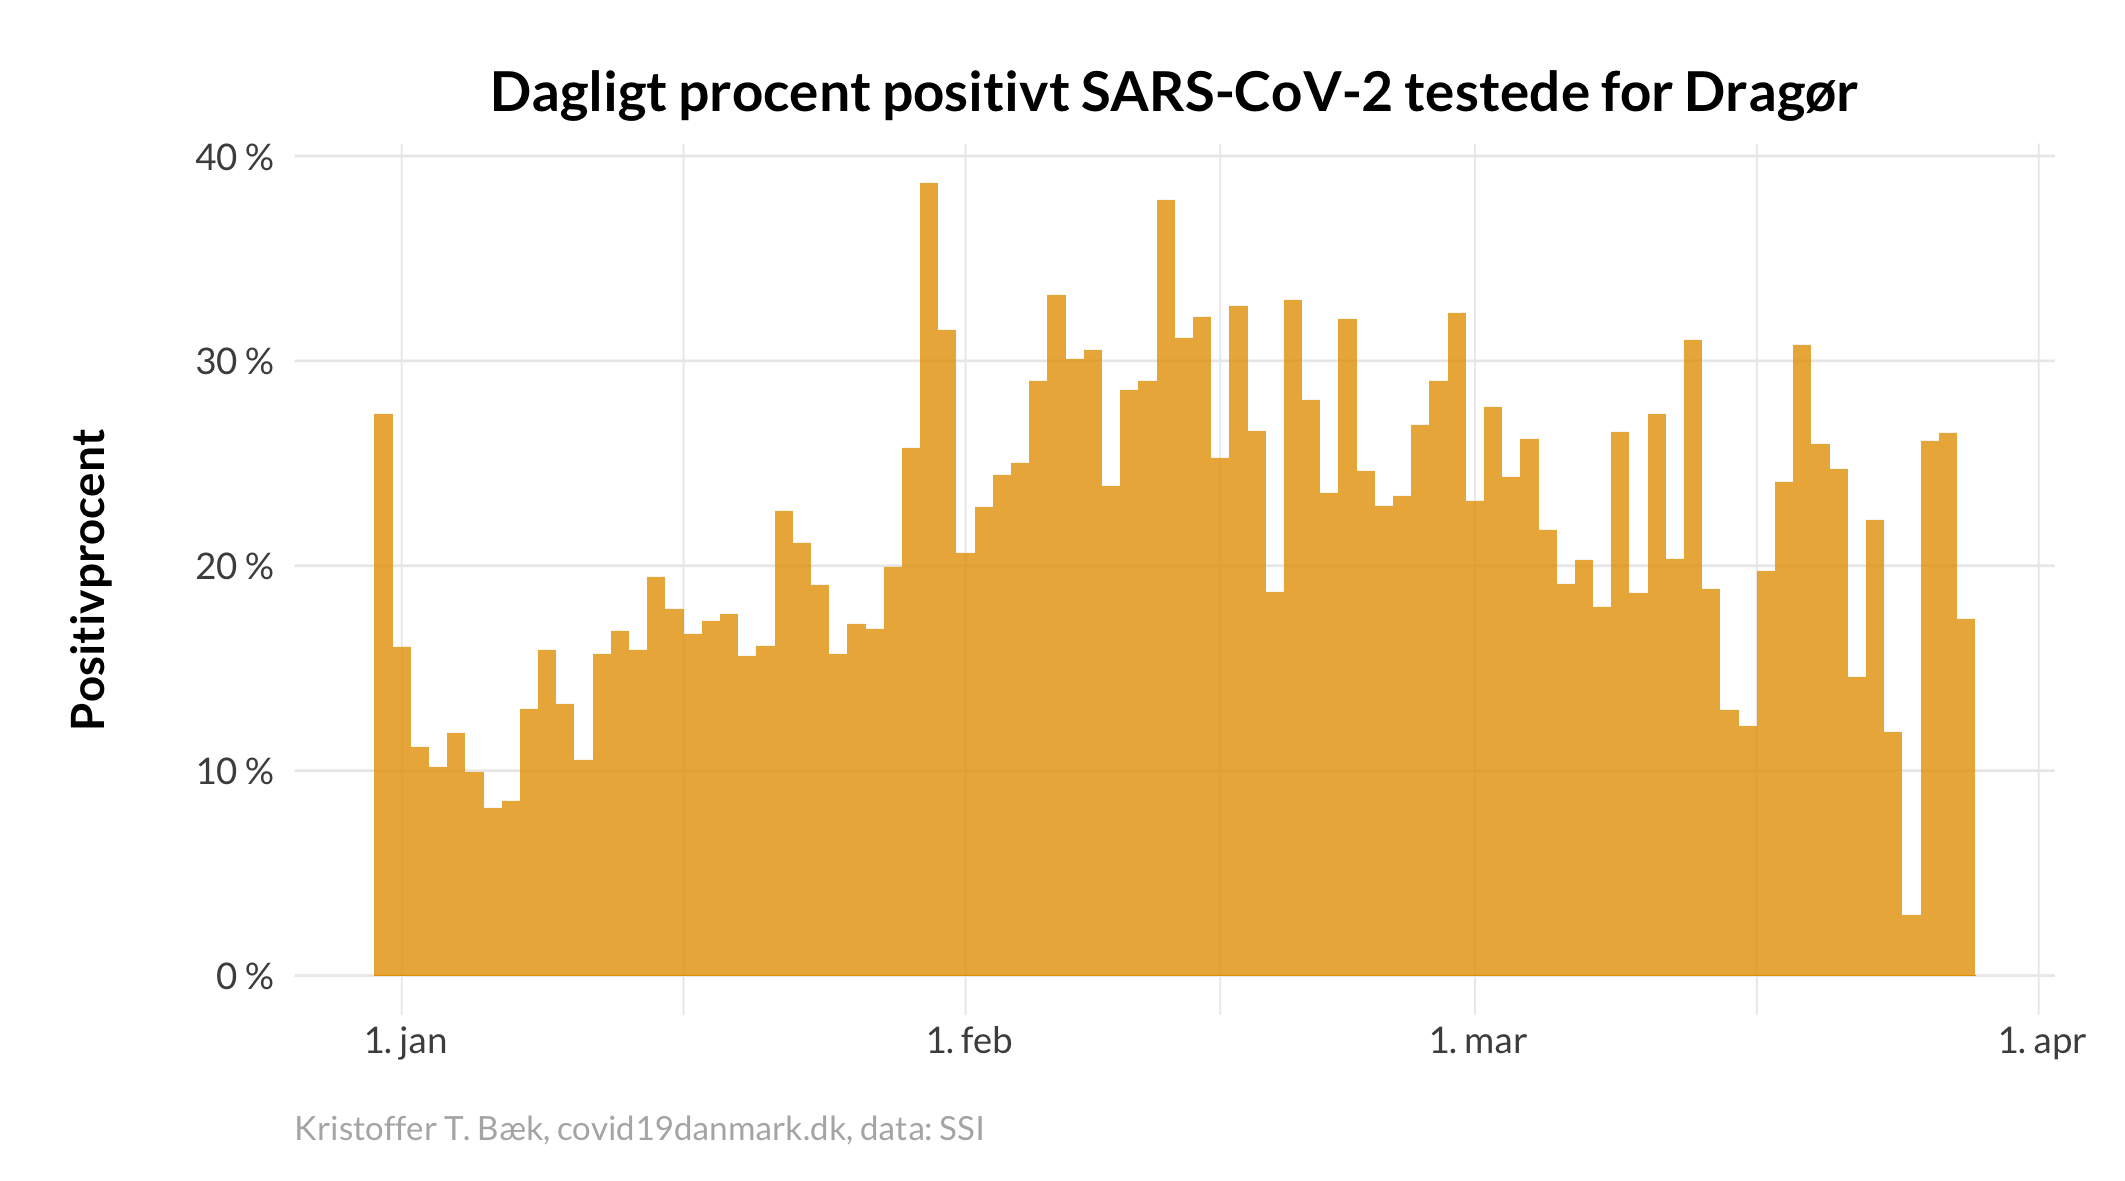 Dagligt procent positivt SARS-CoV-2 testede for Dragør
40 %
30 %
20 %
10 %
0 %
Positivprocent
1. jan
1. feb
1. mar
1. apr
Kristoffer T. Bæk, covid19danmark.dk, data: SSI